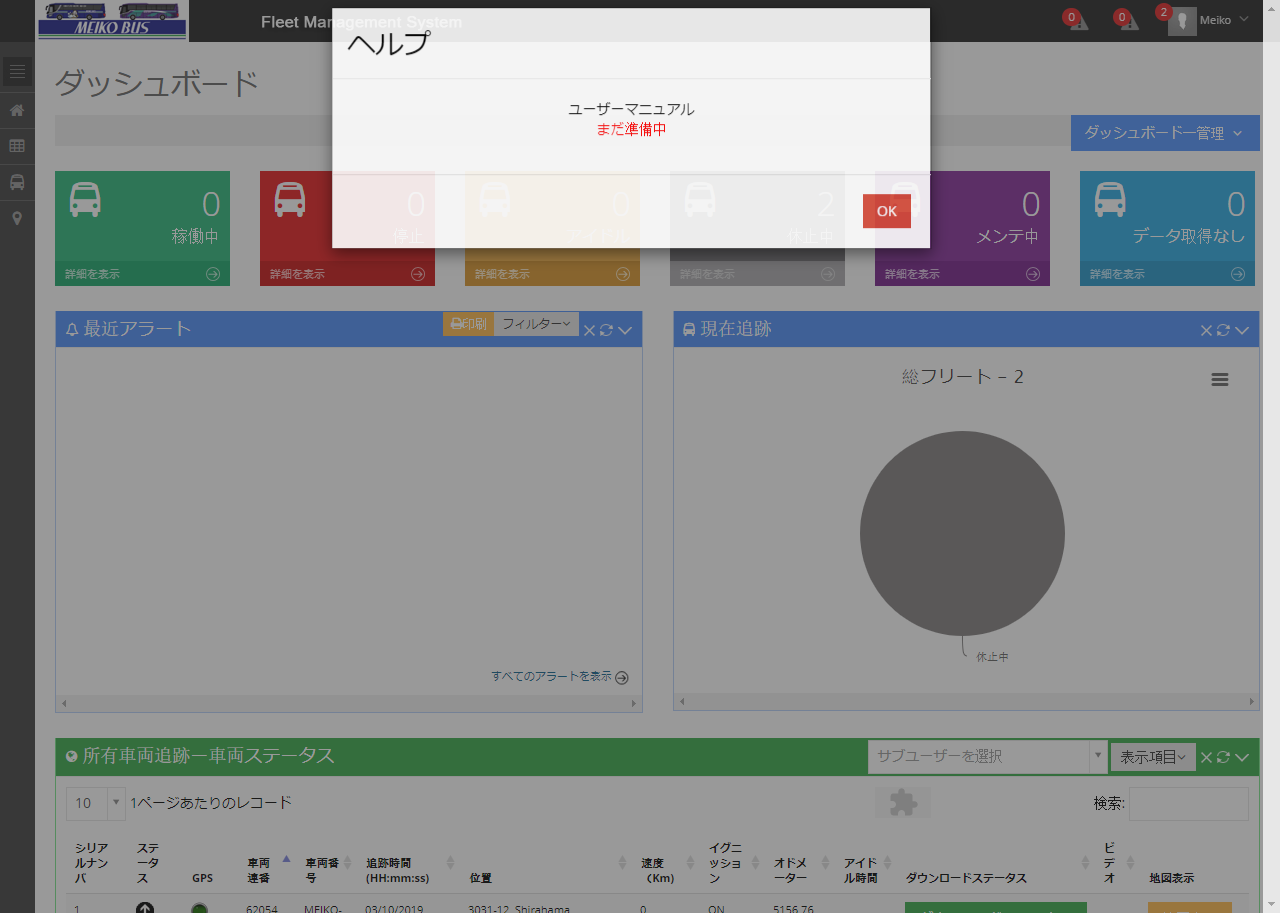 MEIKO BUS
Fleet Management System
0
0
2
Meiko
ヘルプ
ユーザーマニュアル
まだ準備中
OK
ダッシュボード
ダッシュボードー管理
0
稼働中
詳細を表示
0
停止
詳細を表示
0
詳細を表示
2
休止中
詳細を表示
0
メンテ中
詳細を表示
0
データ取得なし
詳細を表示
最近アラート
印刷
フィルター
すべてのアラートを表示
現在追跡
総フリート – 2
休止中
所有車両追跡ー車両ステータス
サブユーザーを選択
表示項目
10
1ページあたりのレコード
検索:
シリアルナンバ
ステータス
GPS
車両連番
車両番号
追跡時間 (HH:mm:ss)
位置
速度 (Km)
イグニッション
オドメーター
アイドル時間
ダウンロードステータス
ビデオ
地図表示
1
62054
MEIKO-
03/10/2019
3031-12, Shirahama
0
ON
5156.76